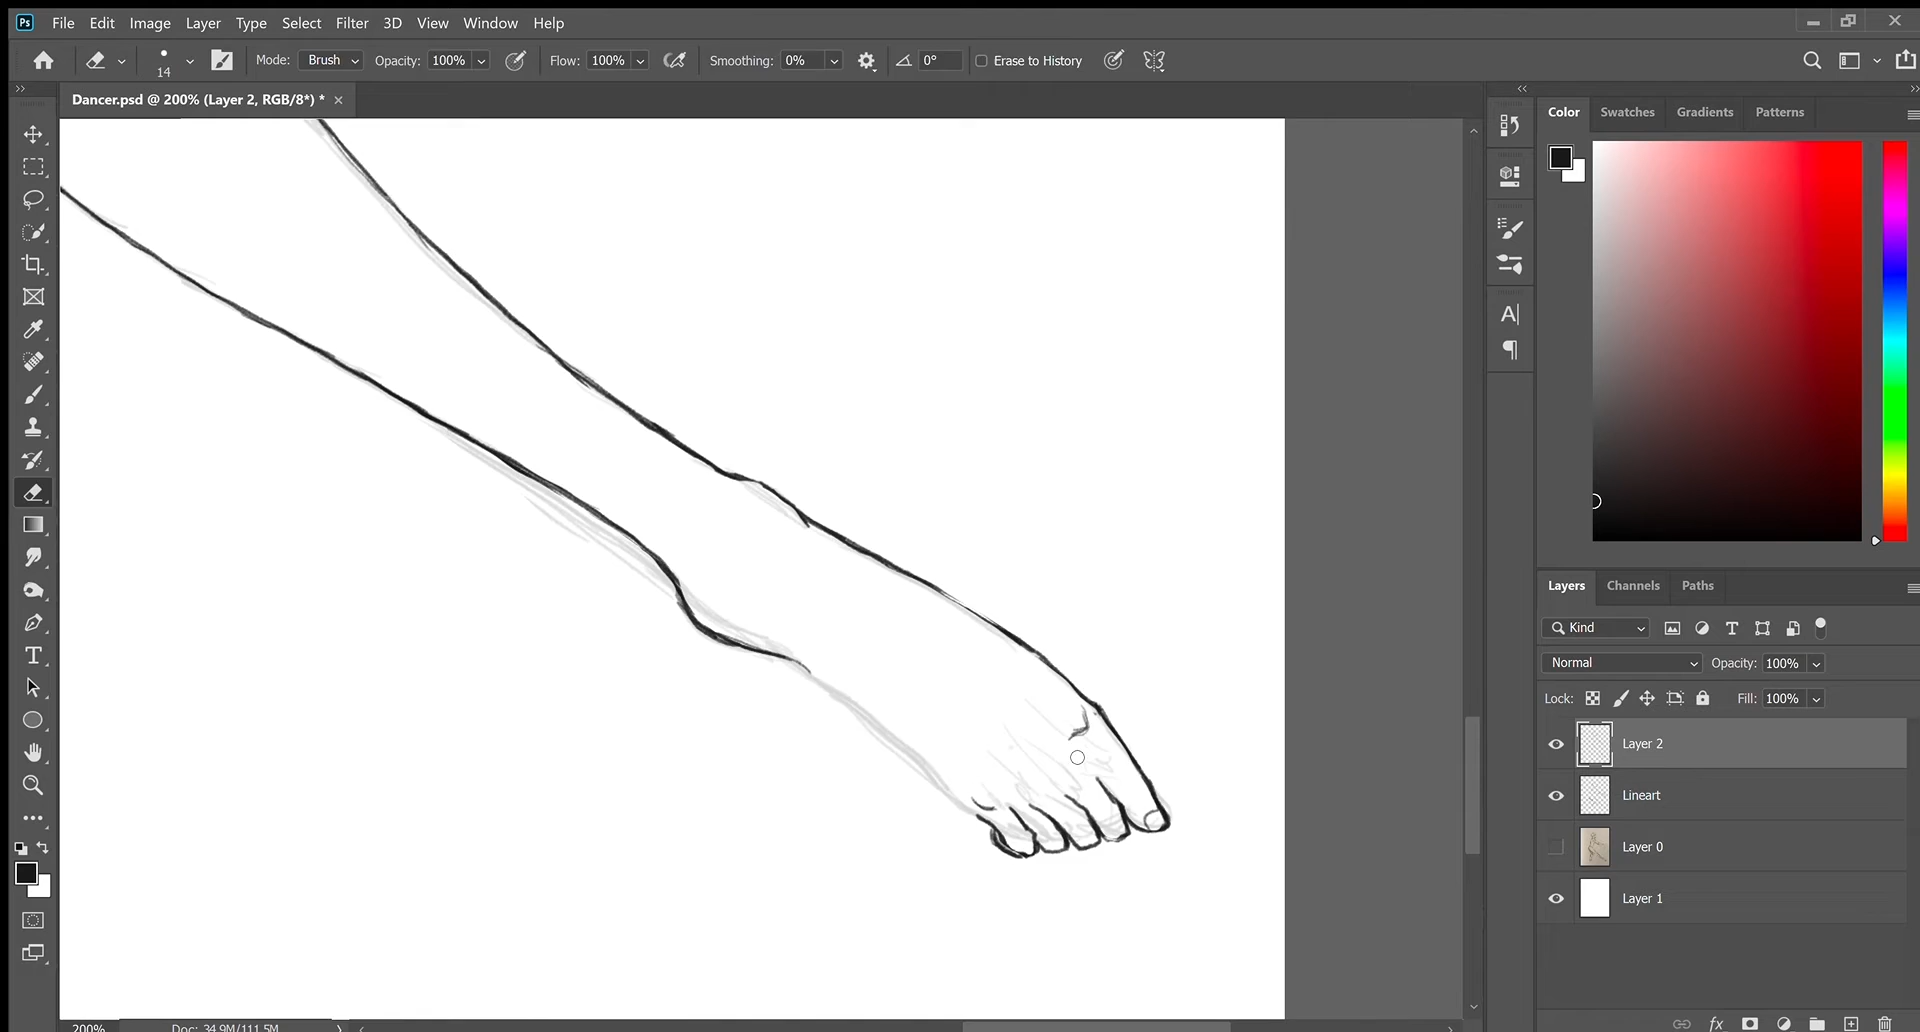 Ps File Edit Image Layer Type Select Filter 3D View Window Help
14 Mode: Brush Opacity: 100% Flow: 100% Smoothing: 0% 0° Erase to History
Dancer.psd @ 200% (Layer 2, RGB/8*) *
Color Swatches Gradients Patterns
Layers Channels Paths
Kind
Normal Opacity: 100%
Lock: Fill: 100%
Layer 2
Lineart
Layer 0
Layer 1
fx
200% Doc: 34.9M/111.5M